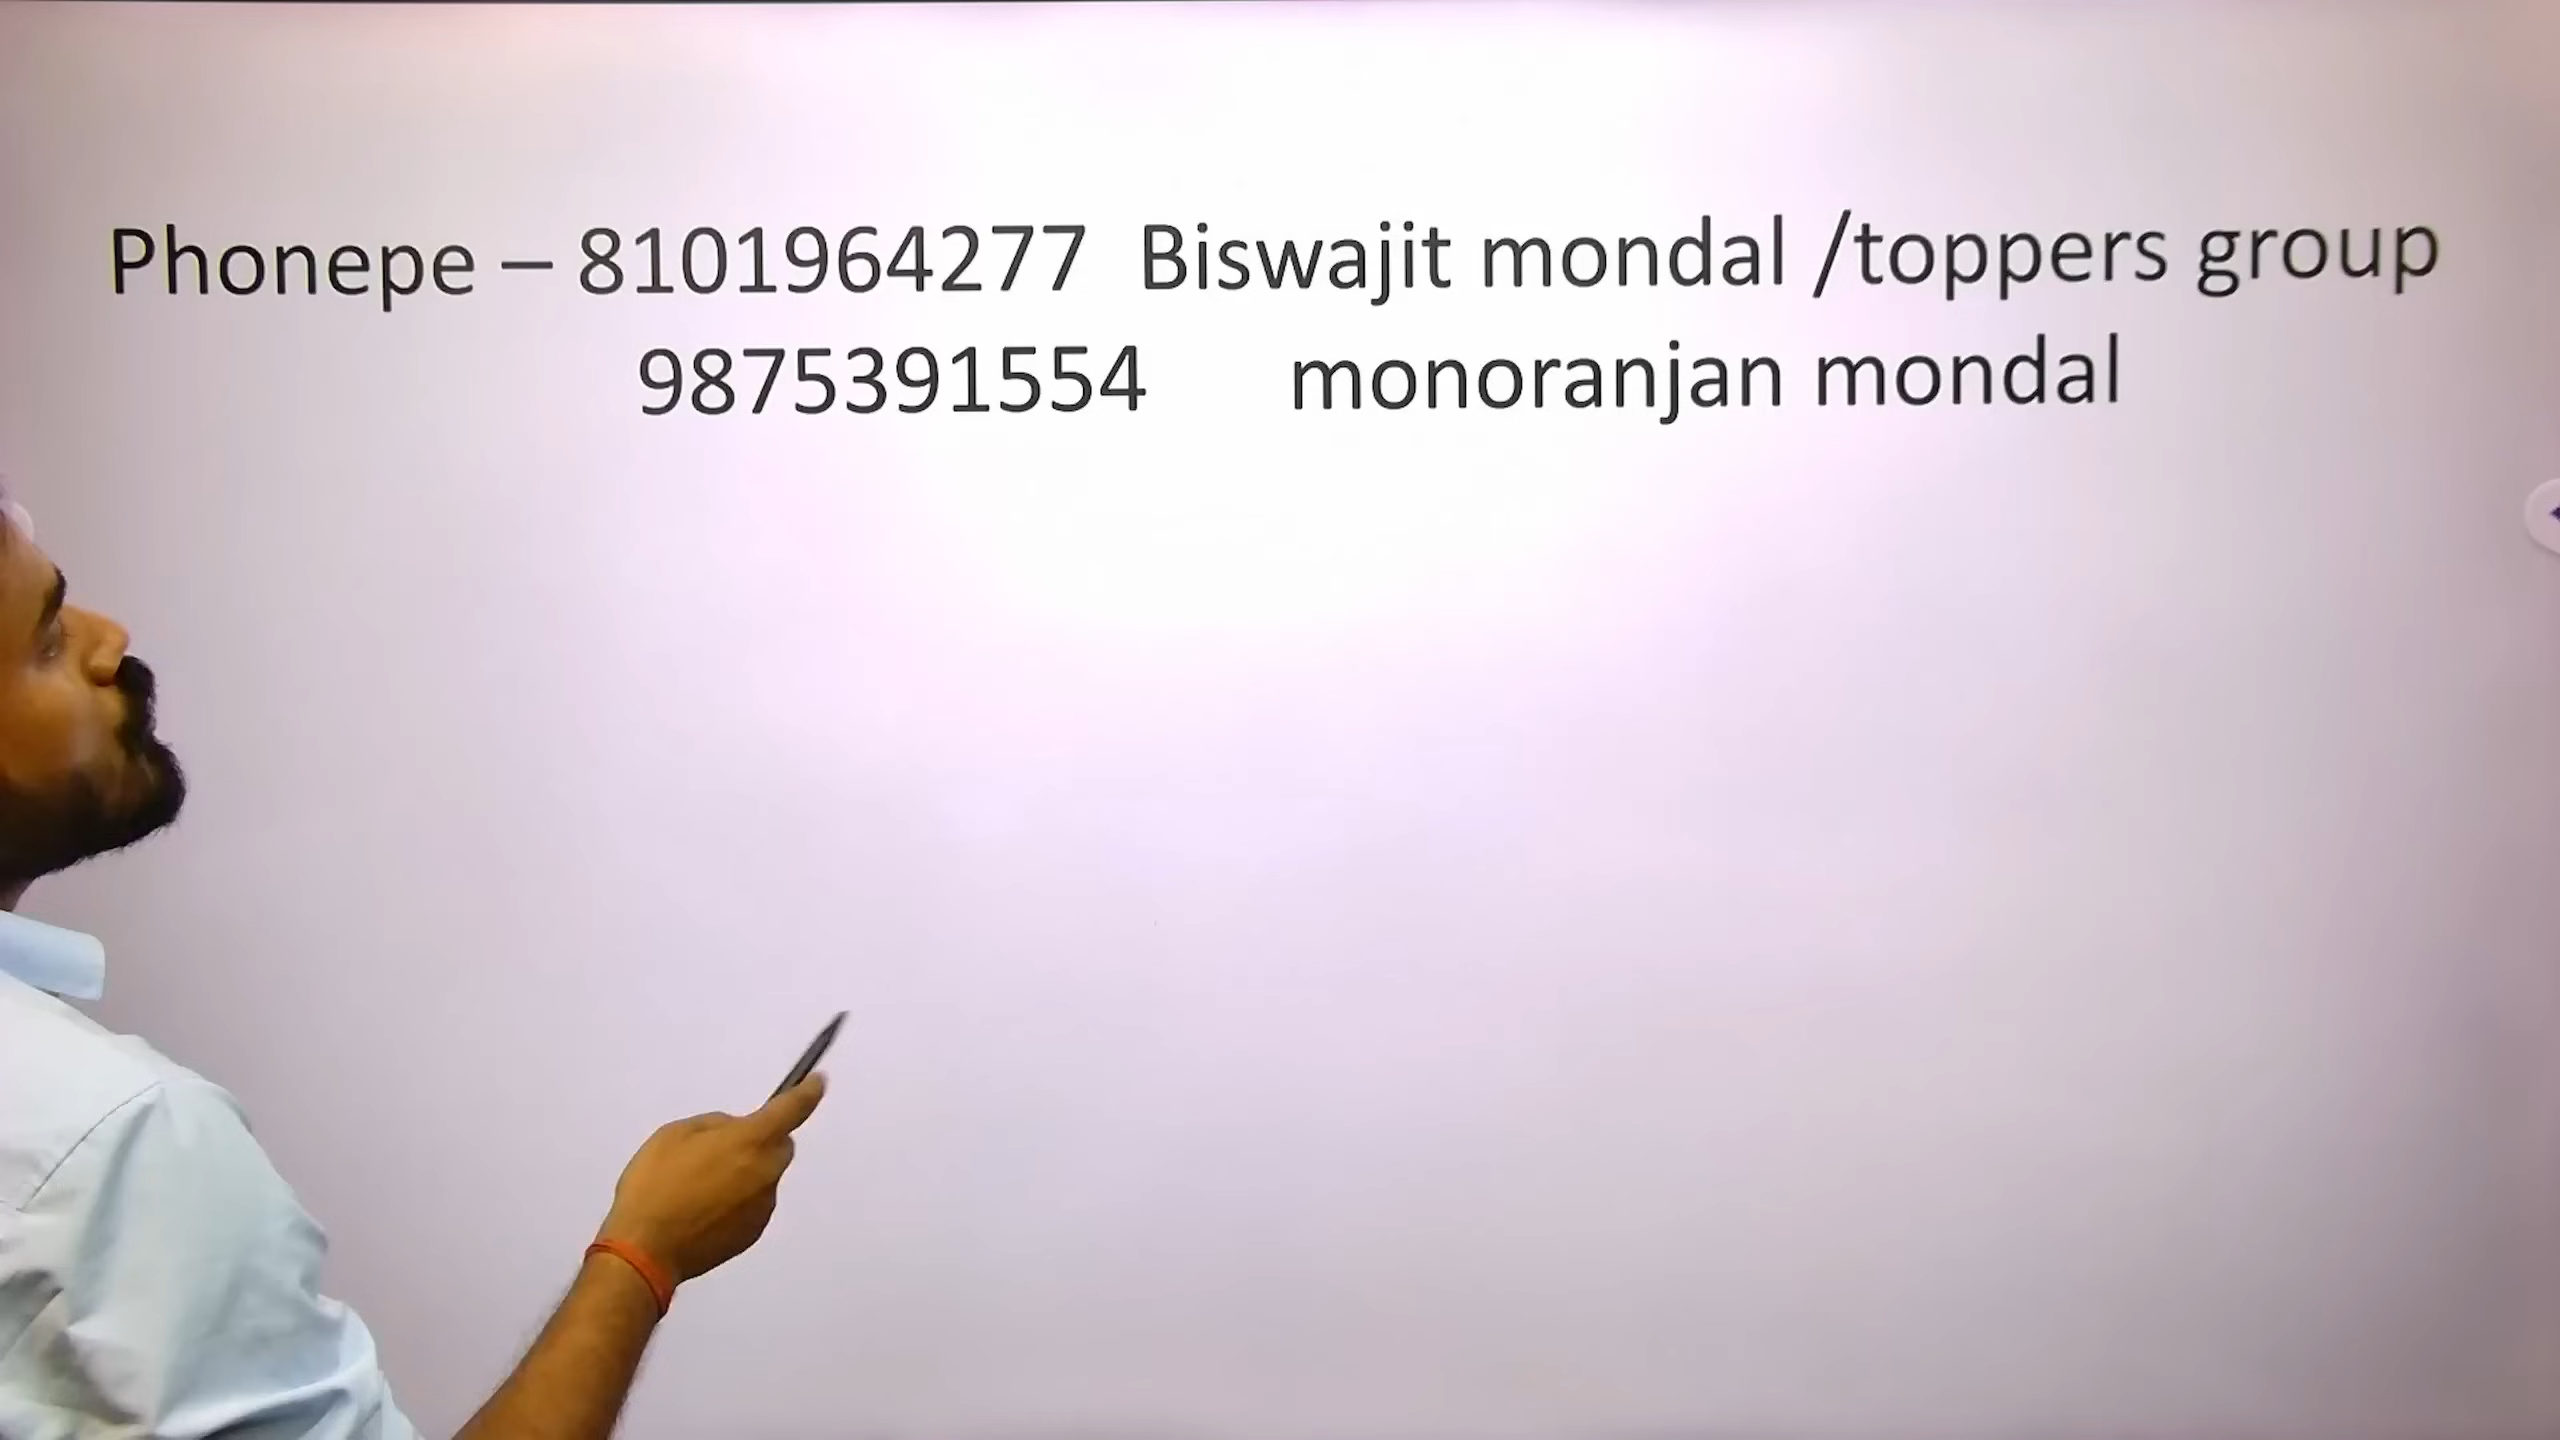 Phonepe – 8101964277 Biswajit mondal /toppers group
9875391554 monoranjan mondal